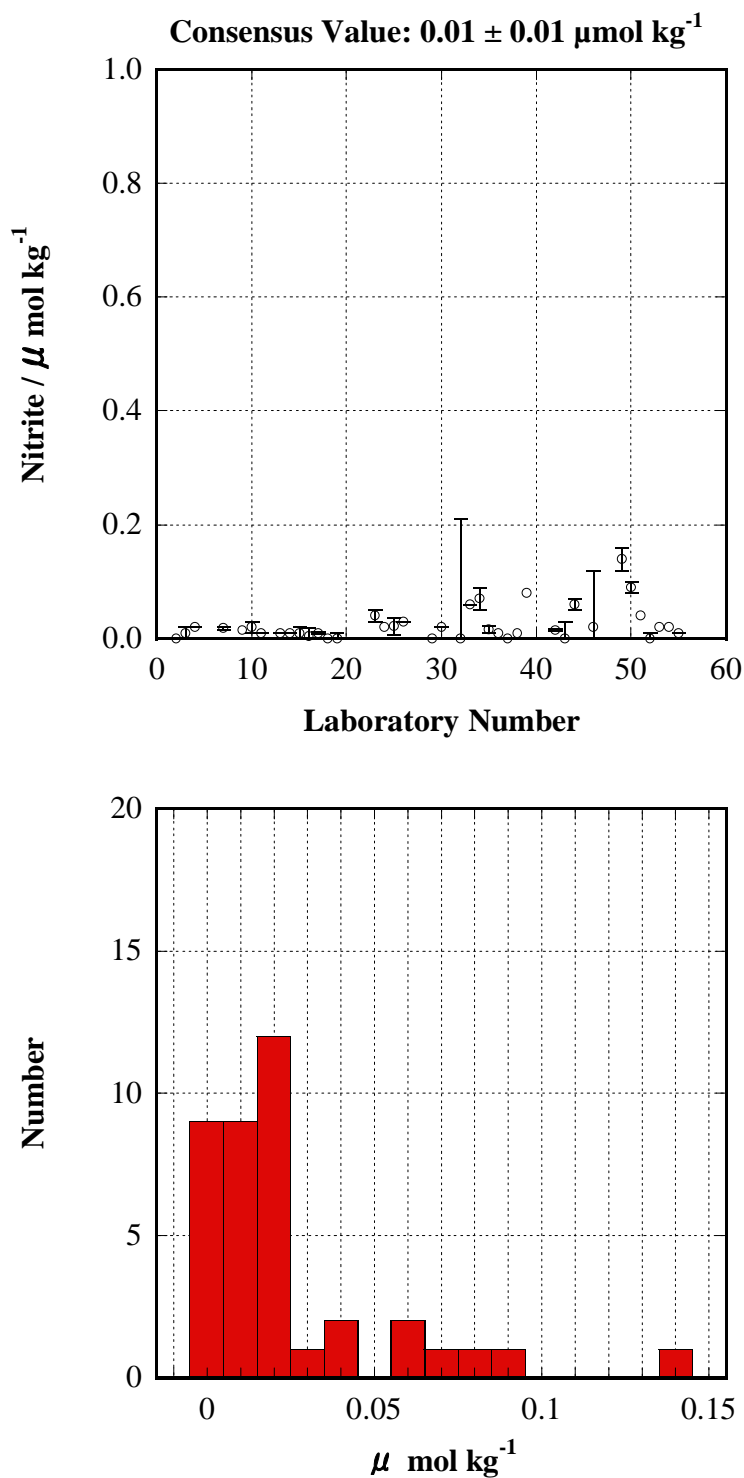 Consensus Value: 0.01 ± 0.01 µmol kg-1
1.0
0.8
0.6
0.4
0.2
0.0
Nitrite / μ mol kg-1
0 10 20 30 40 50 60
Laboratory Number
20
15
10
5
0
Number
0 0.05 0.1 0.15
μ mol kg-1